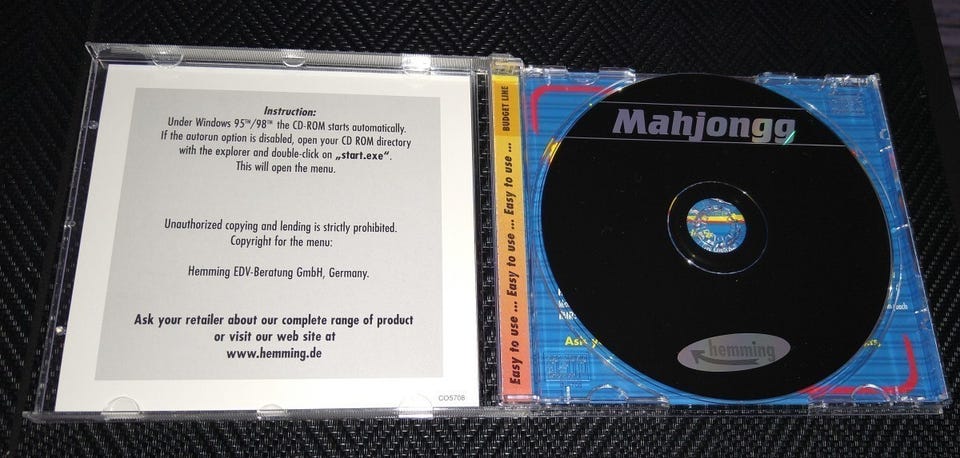 Instruction:
Under Windows 95™/98™ the CD-ROM starts automatically.
If the autorun option is disabled, open your CD ROM directory
with the explorer and double-click on „start.exe“.
This will open the menu.
Unauthorized copying and lending is strictly prohibited.
Copyright for the menu:
Hemming EDV-Beratung GmbH, Germany.
Ask your retailer about our complete range of product
or visit our web site at
www.hemming.de
CO5708
Easy to use ... Easy to use ... Easy to use ... BUDGET LINE
Mahjongg
hemming